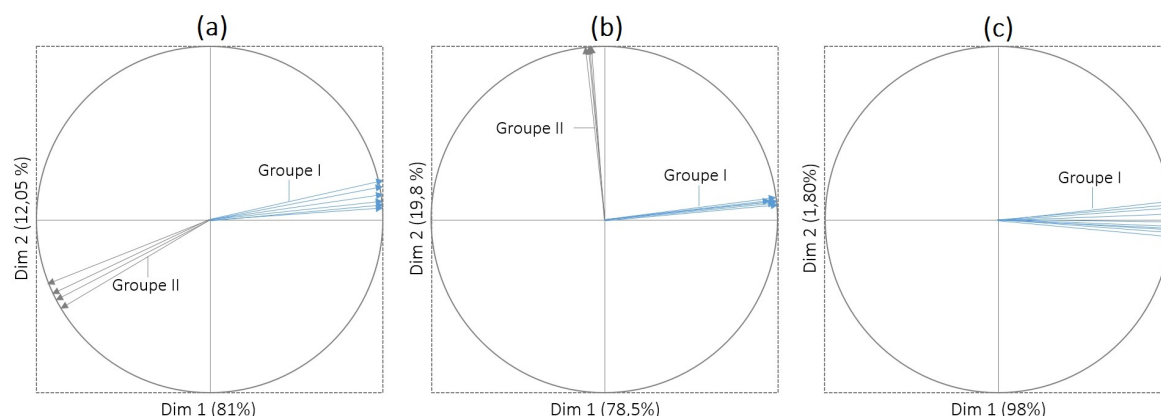 (a)
Groupe I
Groupe II
Dim 2 (12,05 %)
Dim 1 (81%)
(b)
Groupe II
Groupe I
Dim 2 (19,8 %)
Dim 1 (78,5%)
(c)
Groupe I
Dim 2 (1,80%)
Dim 1 (98%)